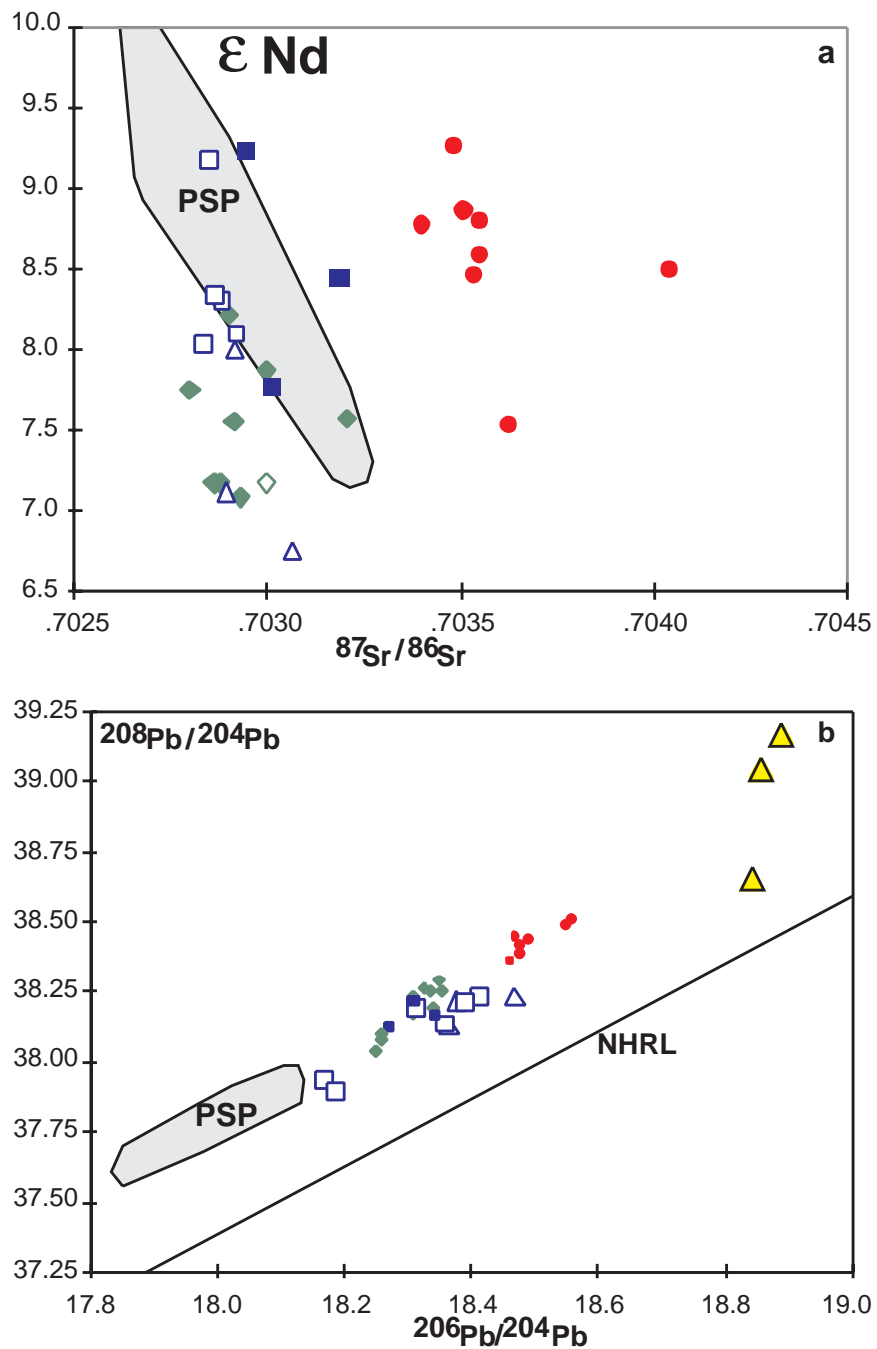 10.0
ε Nd
a
9.5
9.0
PSP
8.5
8.0
7.5
7.0
6.5
.7025 .7030 .7035 .7040 .7045
87Sr/86Sr
39.25
208Pb/204Pb
b
39.00
38.75
38.50
38.25
38.00
NHRL
PSP
37.75
37.50
37.25
17.8 18.0 18.2 18.4 18.6 18.8 19.0
206Pb/204Pb